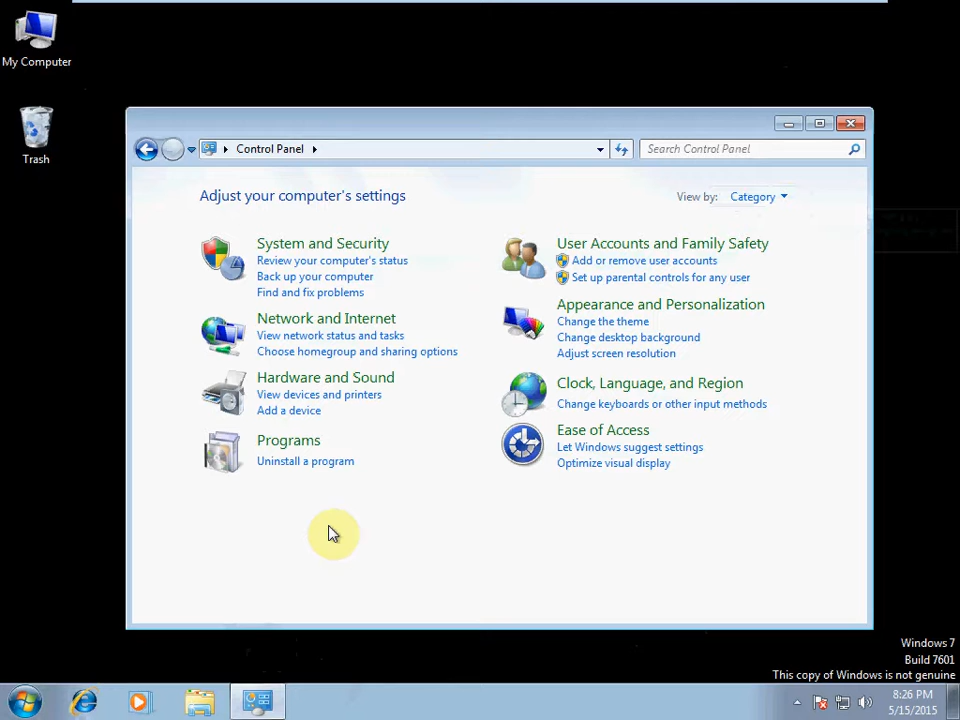 My Computer
Trash
Control Panel
Search Control Panel
Adjust your computer's settings
View by: Category
System and Security
Review your computer's status
Back up your computer
Find and fix problems
Network and Internet
View network status and tasks
Choose homegroup and sharing options
Hardware and Sound
View devices and printers
Add a device
Programs
Uninstall a program
User Accounts and Family Safety
Add or remove user accounts
Set up parental controls for any user
Appearance and Personalization
Change the theme
Change desktop background
Adjust screen resolution
Clock, Language, and Region
Change keyboards or other input methods
Ease of Access
Let Windows suggest settings
Optimize visual display
Windows 7
Build 7601
This copy of Windows is not genuine
8:26 PM
5/15/2015